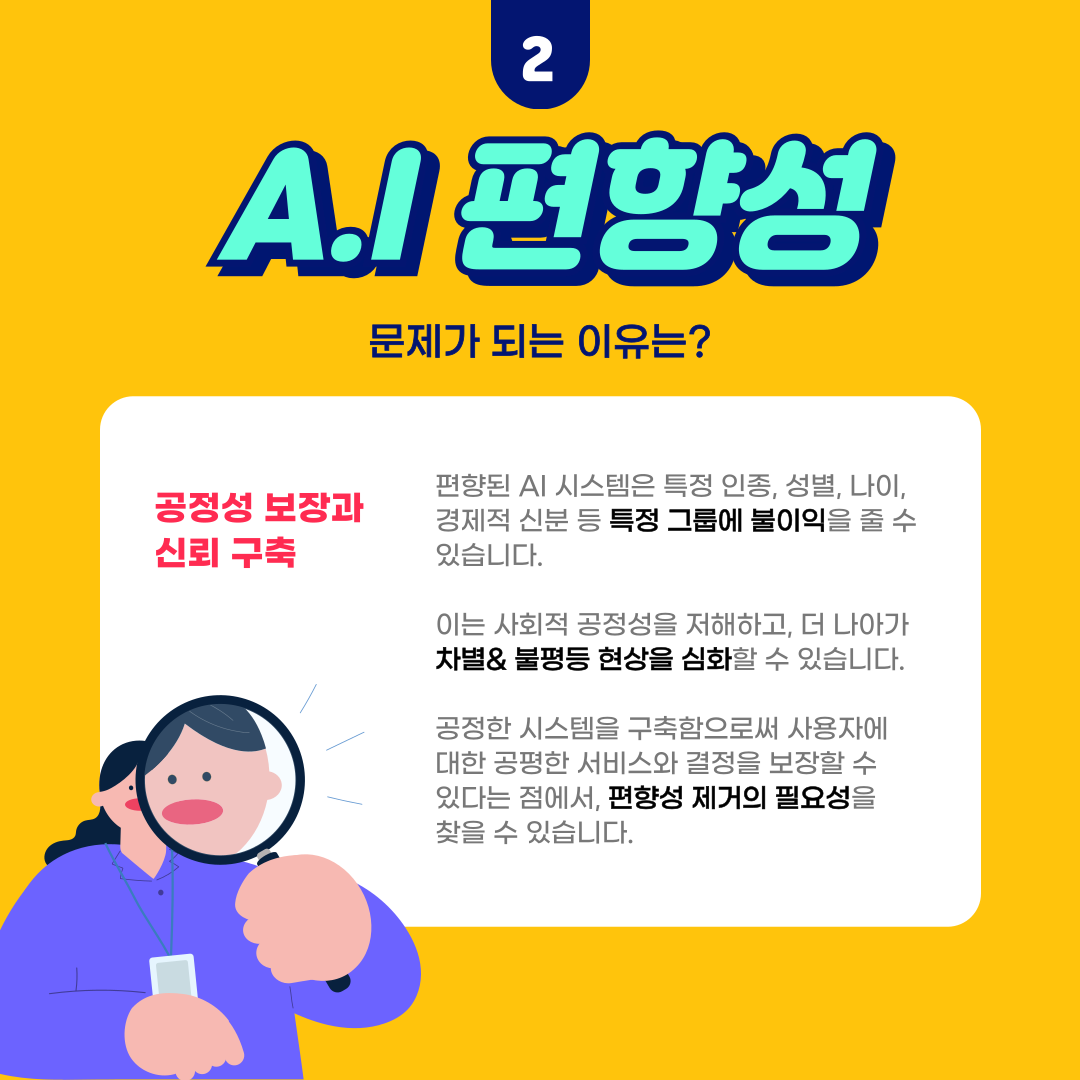 2
A.I 편향성
문제가 되는 이유는?
공정성 보장과
신뢰 구축
편향된 AI 시스템은 특정 인종, 성별, 나이,
경제적 신분 등 특정 그룹에 불이익을 줄 수
있습니다.
이는 사회적 공정성을 저해하고, 더 나아가
차별& 불평등 현상을 심화할 수 있습니다.
공정한 시스템을 구축함으로써 사용자에
대한 공평한 서비스와 결정을 보장할 수
있다는 점에서, 편향성 제거의 필요성을
찾을 수 있습니다.